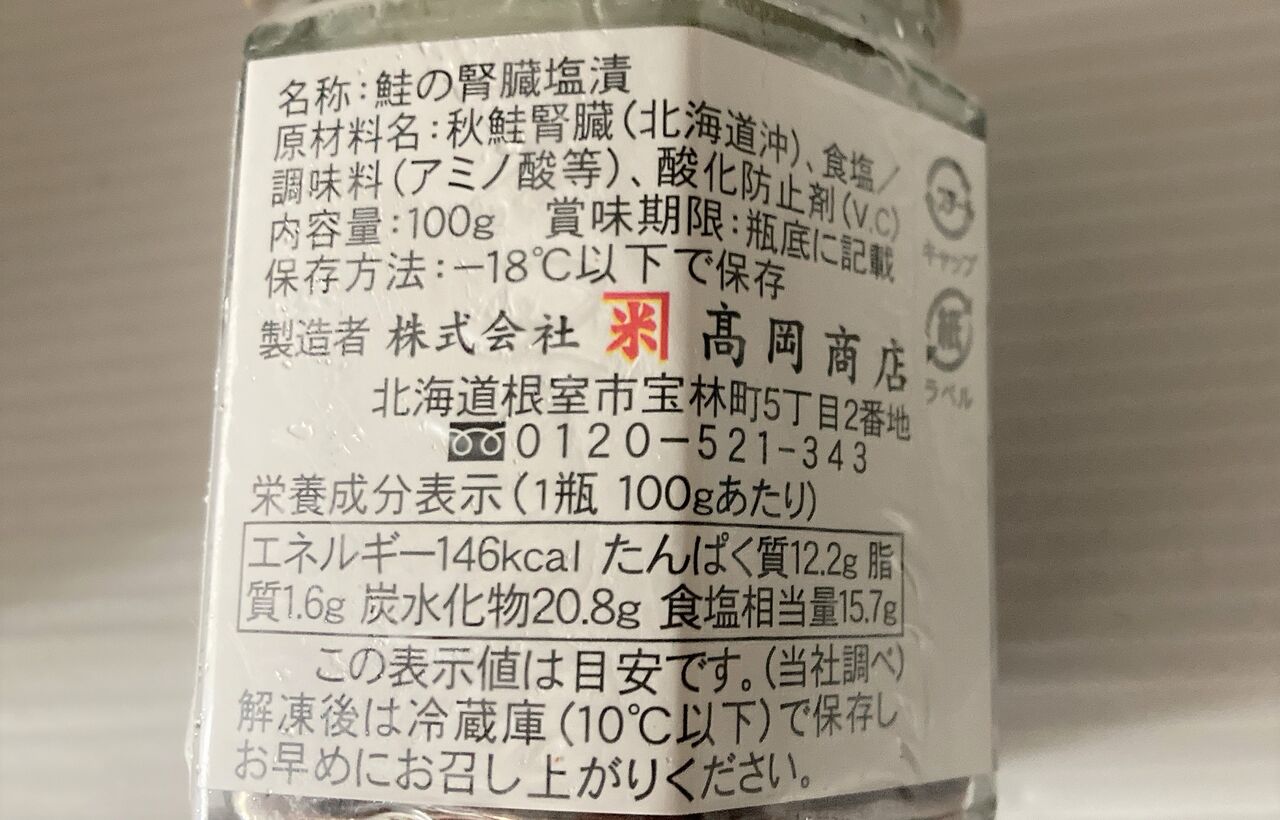 名称:鮭の腎臓塩漬
原材料名:秋鮭腎臓(北海道沖)、食塩/
調味料(アミノ酸等)、酸化防止剤(V.C)
内容量:100g 賞味期限:瓶底に記載
保存方法:−18℃以下で保存
製造者 株式会社 米 髙岡商店
北海道根室市宝林町5丁目2番地
0120−521−343
栄養成分表示(1瓶 100gあたり)
エネルギー146kcal たんぱく質12.2g 脂
質1.6g 炭水化物20.8g 食塩相当量15.7g
この表示値は目安です。(当社調べ)
解凍後は冷蔵庫(10℃以下)で保存し
お早めにお召し上がりください。
プラ
キャップ
紙
ラベル